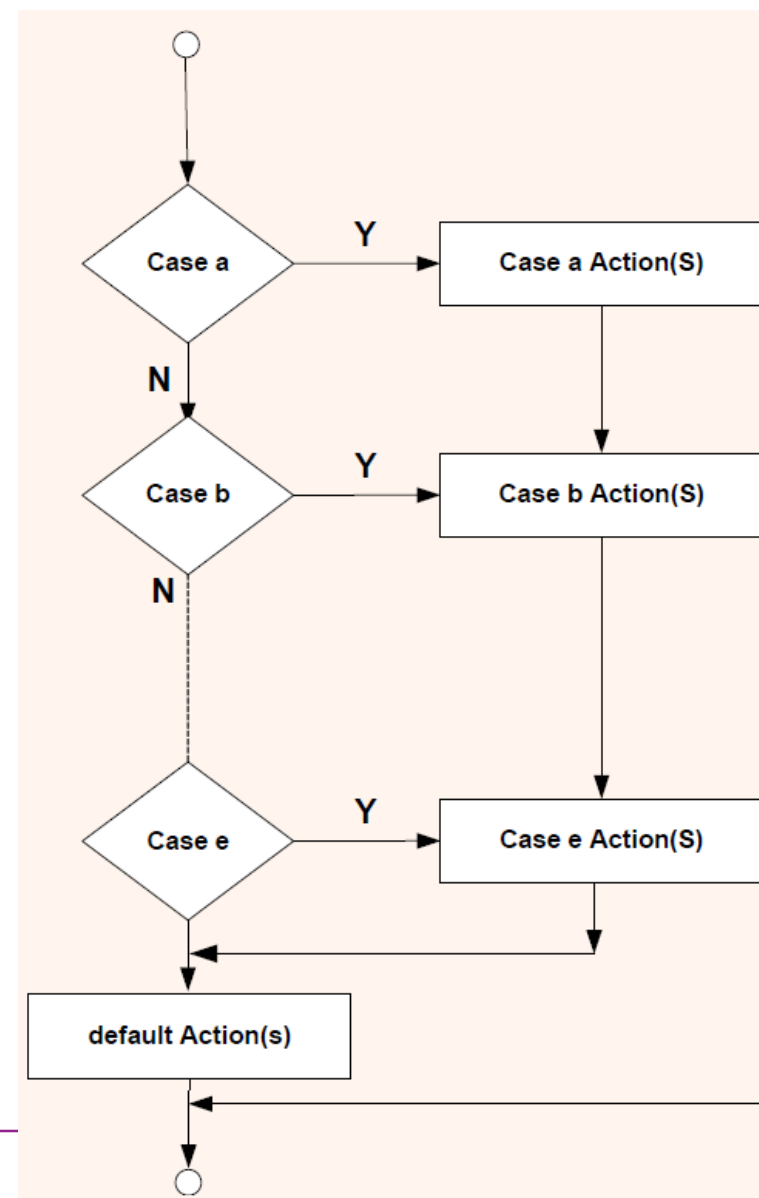 Case a
Y
Case a Action(S)
N
Case b
Y
Case b Action(S)
N
Case e
Y
Case e Action(S)
default Action(s)